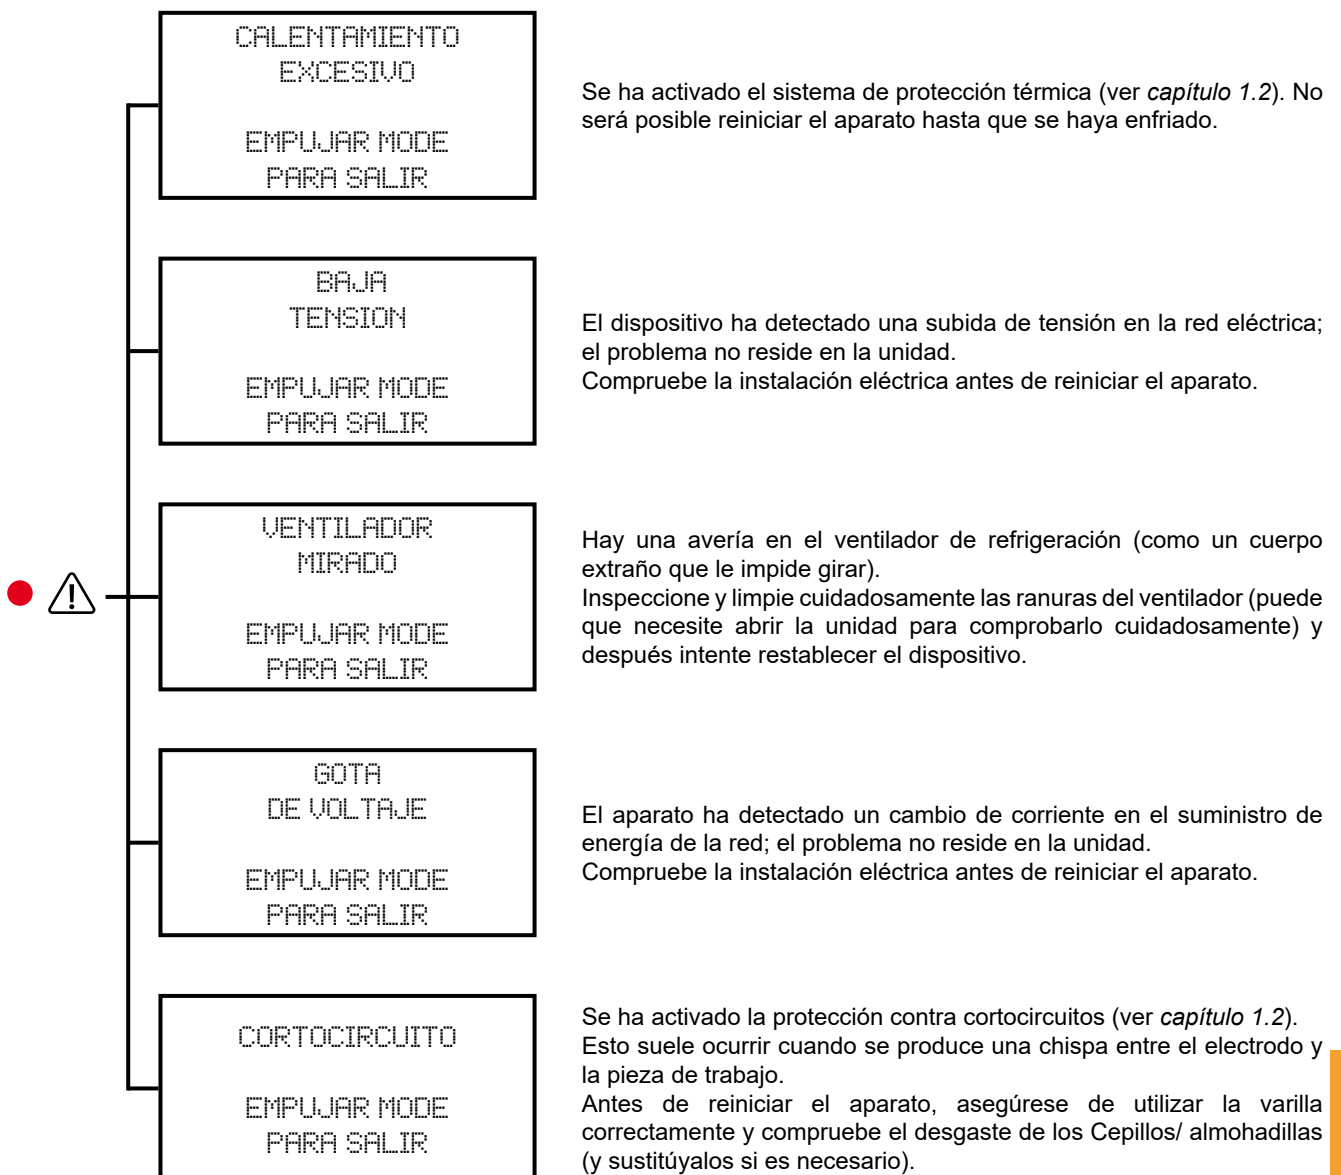 CALENTAMIENTO
EXCESIVO
EMPUJAR MODE
PARA SALIR
Se ha activado el sistema de protección térmica (ver capítulo 1.2). No
será posible reiniciar el aparato hasta que se haya enfriado.
BAJA
TENSION
EMPUJAR MODE
PARA SALIR
El dispositivo ha detectado una subida de tensión en la red eléctrica;
el problema no reside en la unidad.
Compruebe la instalación eléctrica antes de reiniciar el aparato.
VENTILADOR
MIRADO
EMPUJAR MODE
PARA SALIR
Hay una avería en el ventilador de refrigeración (como un cuerpo
extraño que le impide girar).
Inspeccione y limpie cuidadosamente las ranuras del ventilador (puede
que necesite abrir la unidad para comprobarlo cuidadosamente) y
después intente restablecer el dispositivo.
GOTA
DE VOLTAJE
EMPUJAR MODE
PARA SALIR
El aparato ha detectado un cambio de corriente en el suministro de
energía de la red; el problema no reside en la unidad.
Compruebe la instalación eléctrica antes de reiniciar el aparato.
CORTOCIRCUITO
EMPUJAR MODE
PARA SALIR
Se ha activado la protección contra cortocircuitos (ver capítulo 1.2).
Esto suele ocurrir cuando se produce una chispa entre el electrodo y
la pieza de trabajo.
Antes de reiniciar el aparato, asegúrese de utilizar la varilla
correctamente y compruebe el desgaste de los Cepillos/ almohadillas
(y sustitúyalos si es necesario).